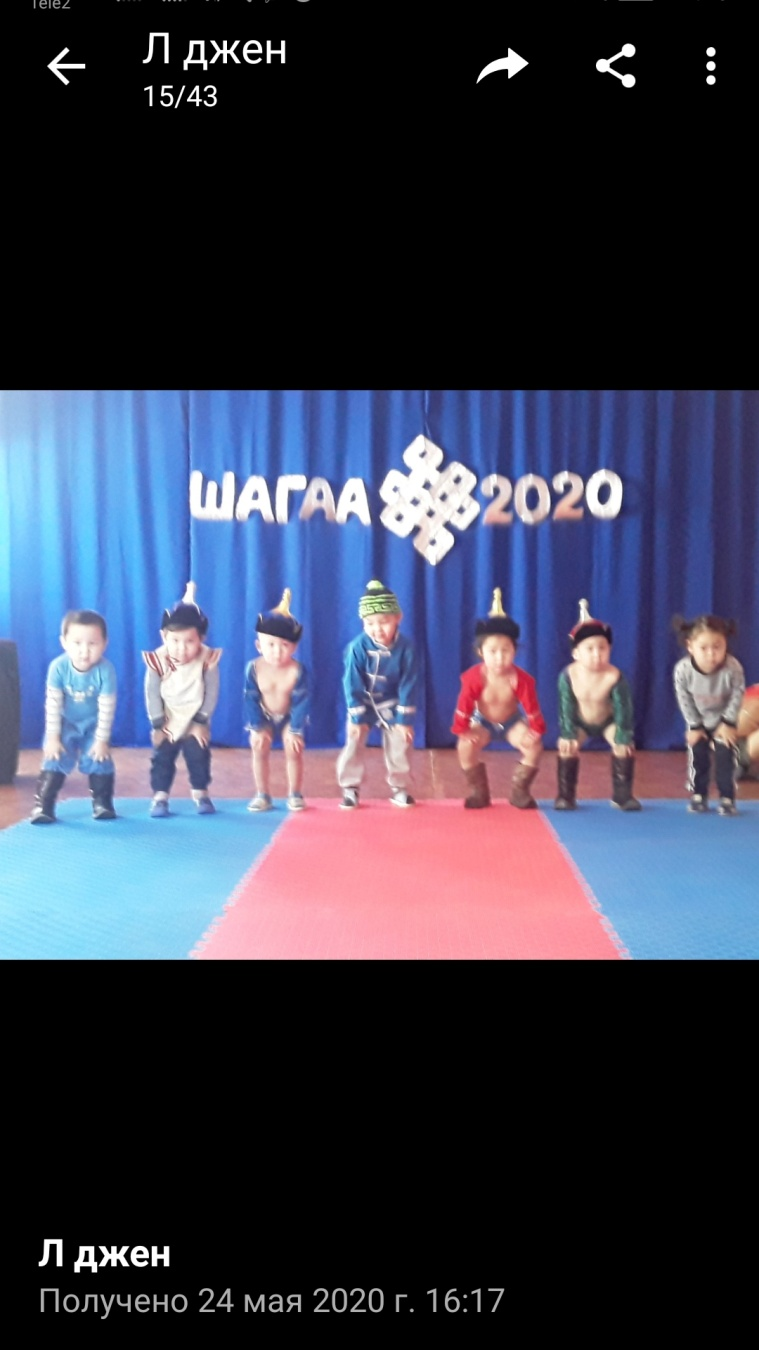 Tele2
Л джен
15/43
ШАГАА 2020
Л джен
Получено 24 мая 2020 г. 16:17